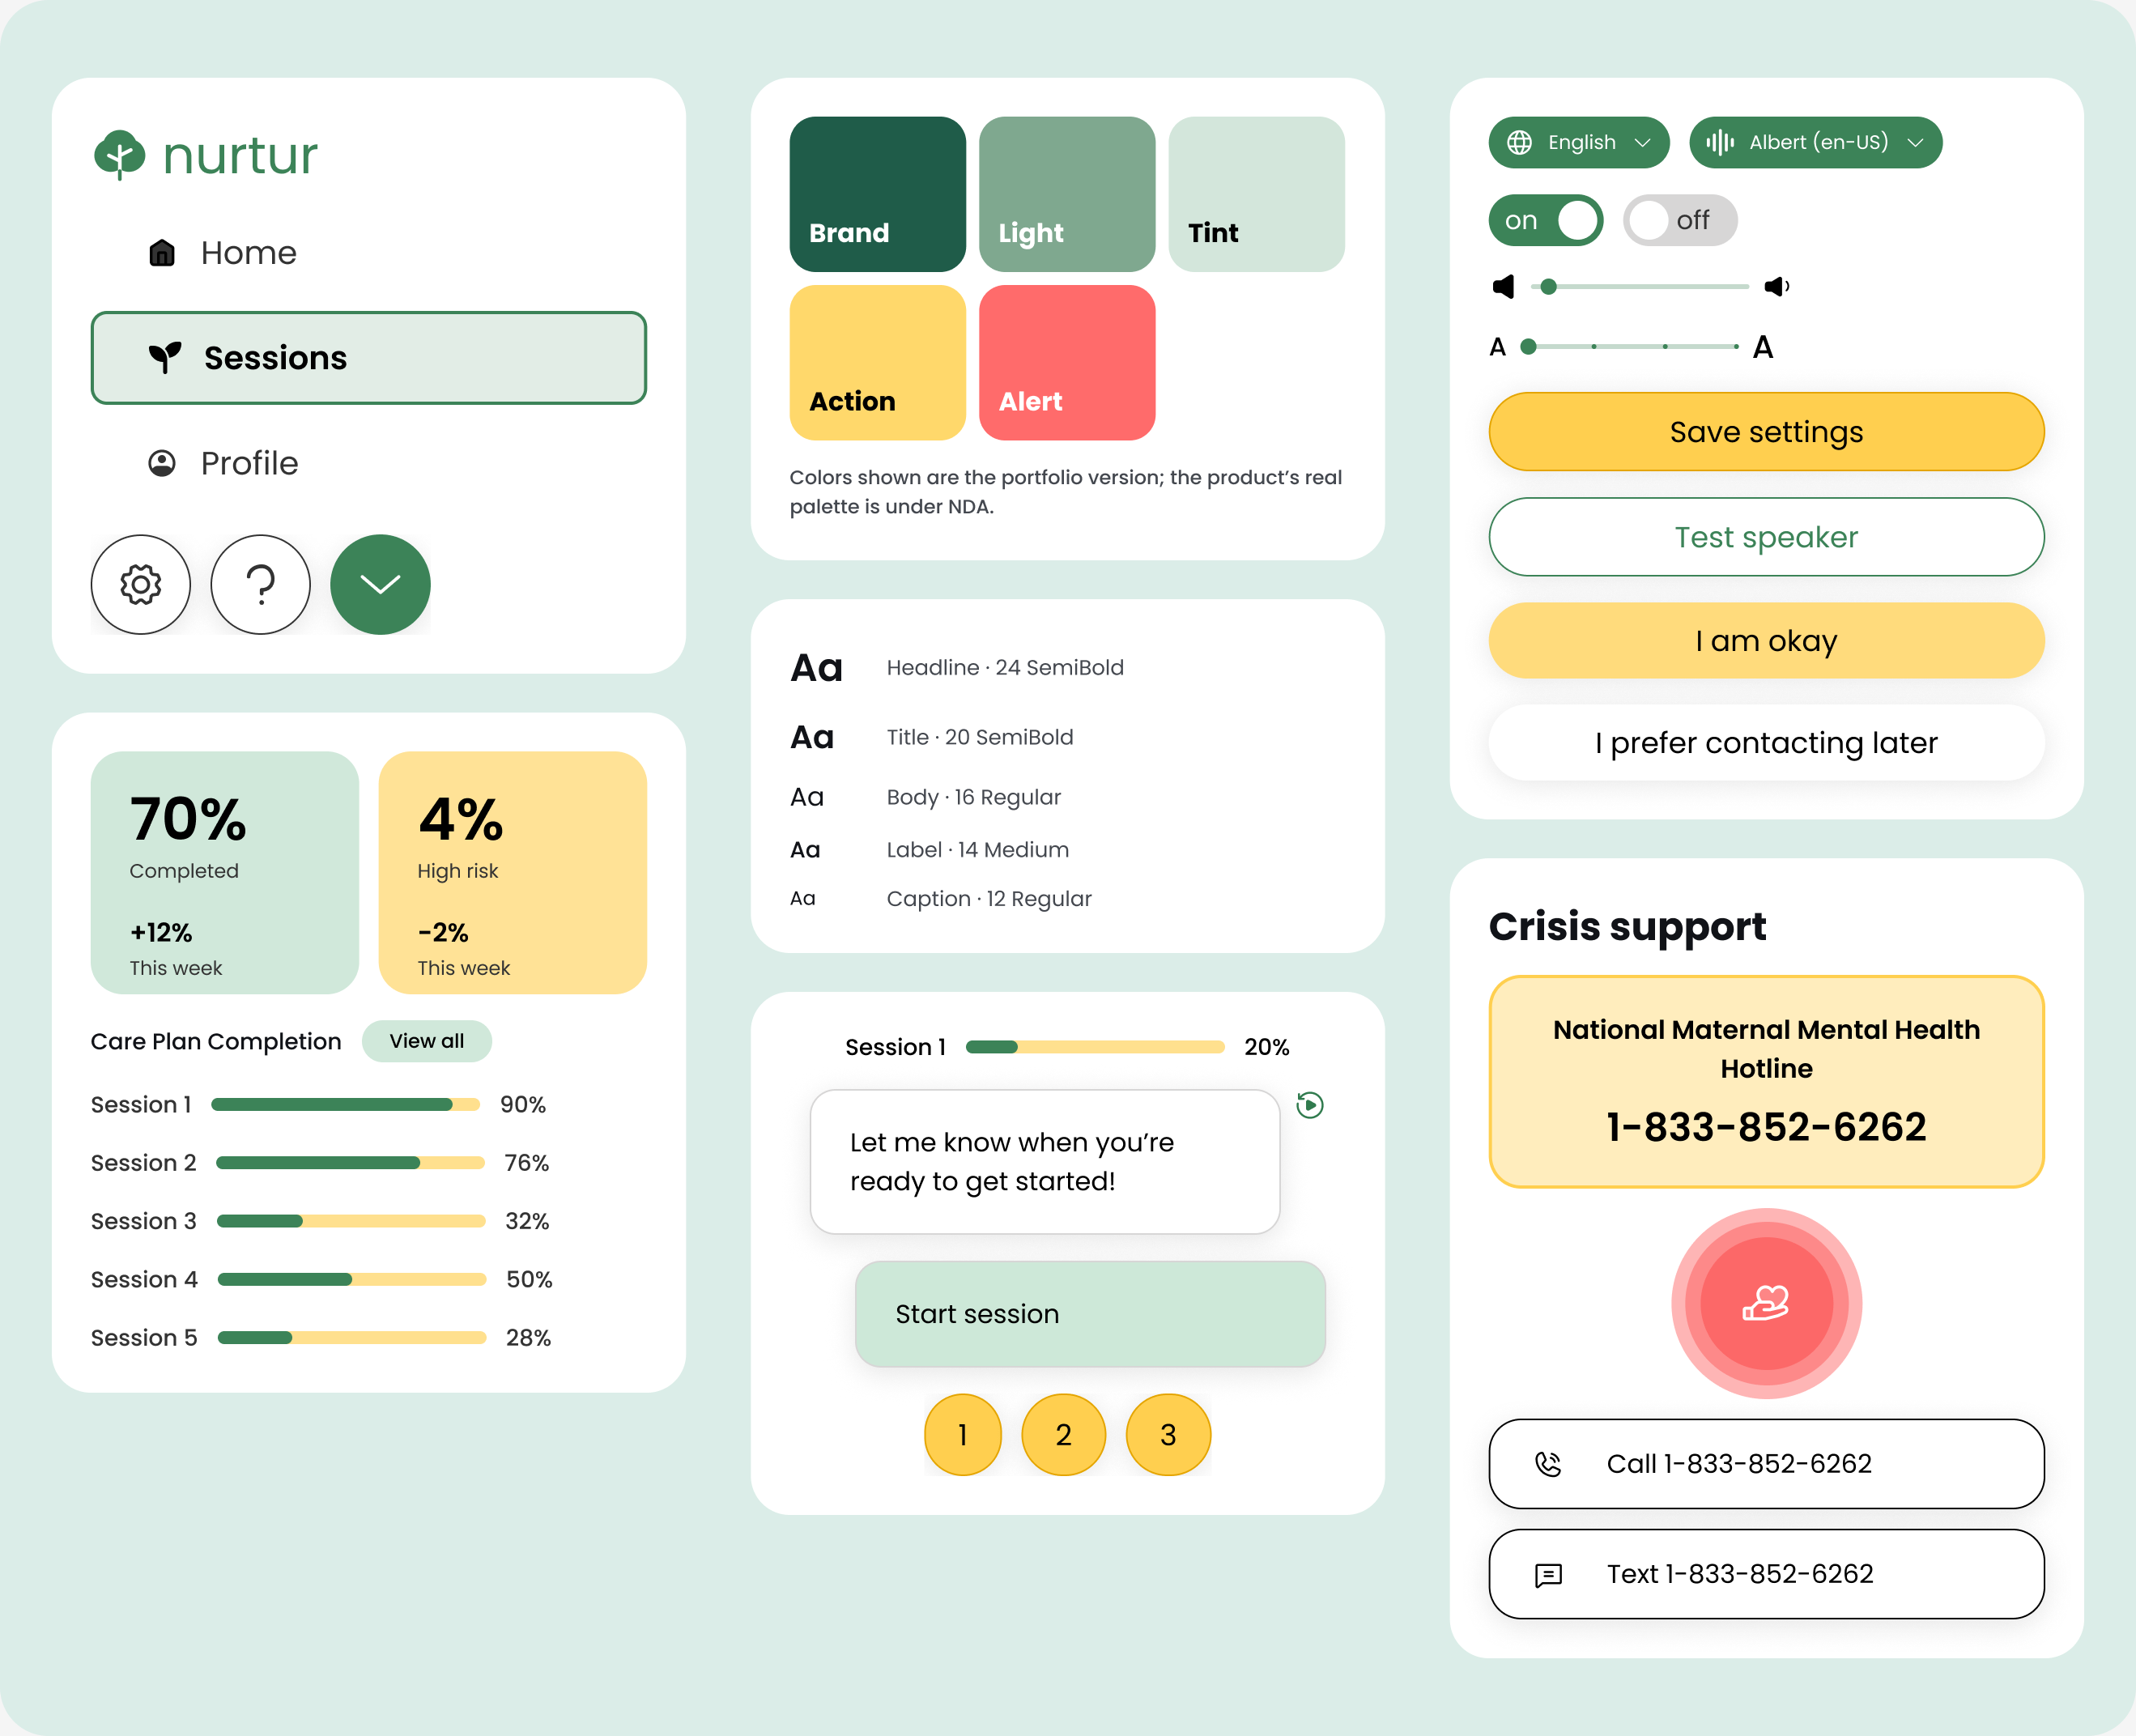 nurtur
Home
Sessions
Profile
70%
Completed
+12%
This week
4%
High risk
-2%
This week
Care Plan Completion
View all
Session 1
90%
Session 2
76%
Session 3
32%
Session 4
50%
Session 5
28%
Brand
Light
Tint
Action
Alert
Colors shown are the portfolio version; the product’s real
palette is under NDA.
Aa
Headline · 24 SemiBold
Aa
Title · 20 SemiBold
Aa
Body · 16 Regular
Aa
Label · 14 Medium
Aa
Caption · 12 Regular
Session 1
20%
Let me know when you’re
ready to get started!
Start session
1
2
3
English
Albert (en-US)
on
off
A
A
Save settings
Test speaker
I am okay
I prefer contacting later
Crisis support
National Maternal Mental Health
Hotline
1-833-852-6262
Call 1-833-852-6262
Text 1-833-852-6262